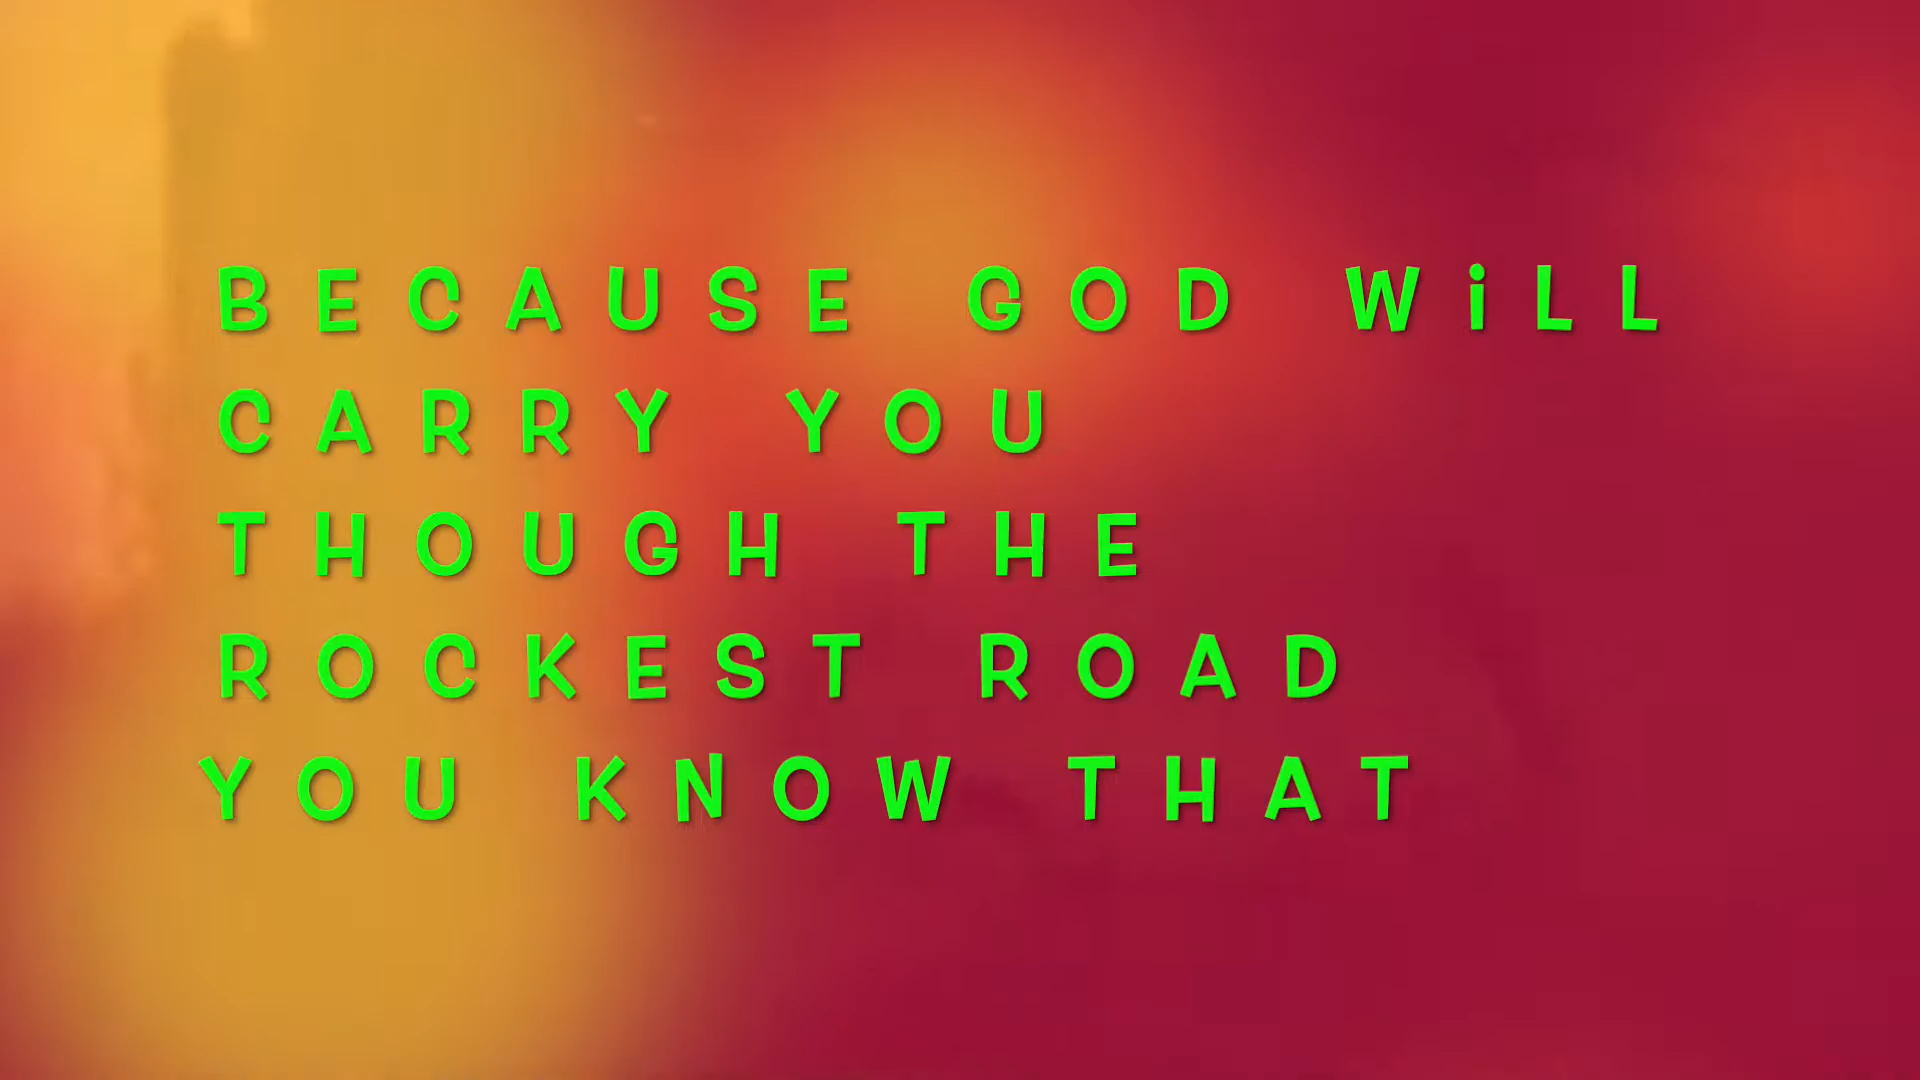 BECAUSE GOD WiLL
CARRY YOU
THOUGH THE
ROCKEST ROAD
YOU KNOW THAT